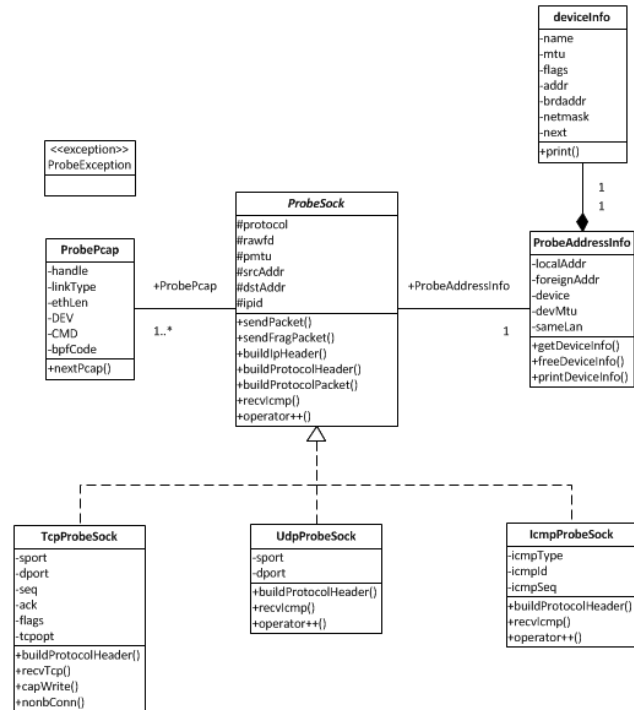 deviceInfo
-name
-mtu
-flags
-addr
-brdaddr
-netmask
-next
+print()
<<exception>>
ProbeException
ProbeSock
#protocol
#rawfd
#pmtu
#srcAddr
#dstAddr
#ipid
+sendPacket()
+sendFragPacket()
+buildIpHeader()
+buildProtocolHeader()
+buildProtocolPacket()
+recvIcmp()
+operator++()
1
1
ProbePcap
-handle
-linkType
-ethLen
-DEV
-CMD
-bpfCode
+nextPcap()
+ProbePcap
1..*
+ProbeAddressInfo
1
ProbeAddressInfo
-localAddr
-foreignAddr
-device
-devMtu
-sameLan
+getDeviceInfo()
+freeDeviceInfo()
+printDeviceInfo()
TcpProbeSock
-sport
-dport
-seq
-ack
-flags
-tcpopt
+buildProtocolHeader()
+recvTcp()
+capWrite()
+nonbConn()
UdpProbeSock
-sport
-dport
+buildProtocolHeader()
+recvIcmp()
+operator++()
IcmpProbeSock
-icmpType
-icmpId
-icmpSeq
+buildProtocolHeader()
+recvIcmp()
+operator++()